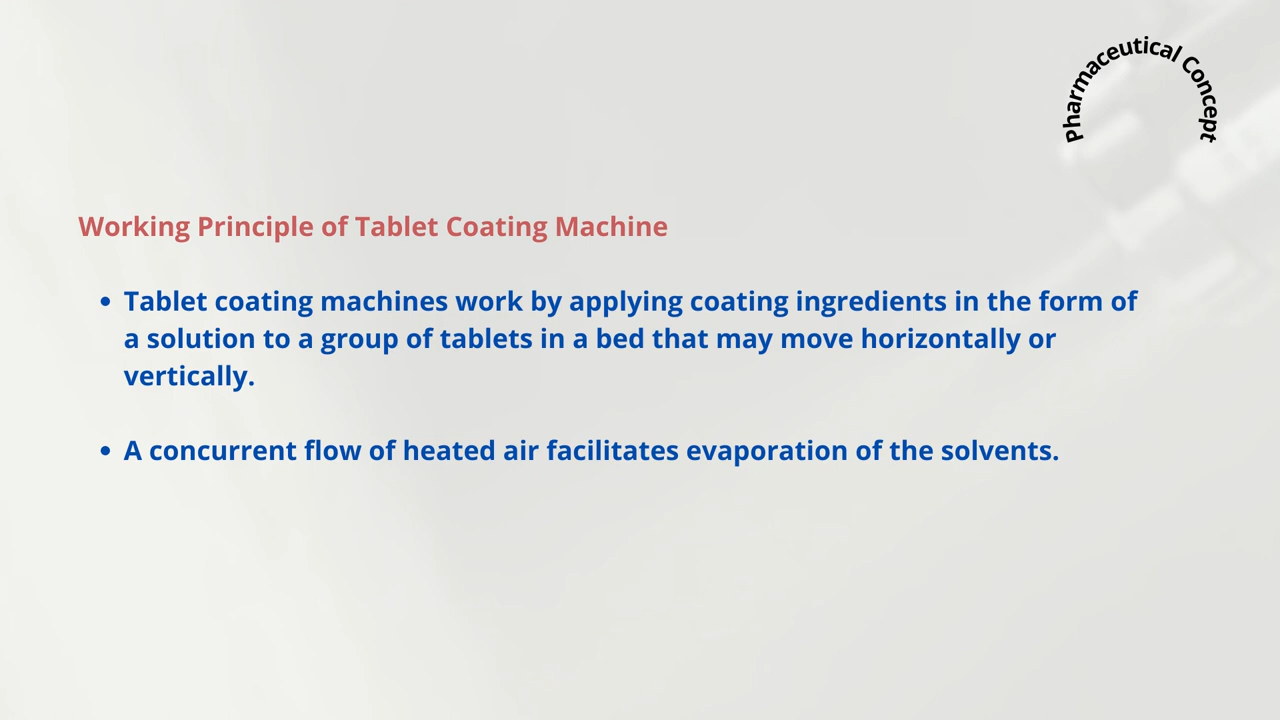 Pharmaceutical Concept
Working Principle of Tablet Coating Machine
• Tablet coating machines work by applying coating ingredients in the form of
a solution to a group of tablets in a bed that may move horizontally or
vertically.
• A concurrent flow of heated air facilitates evaporation of the solvents.